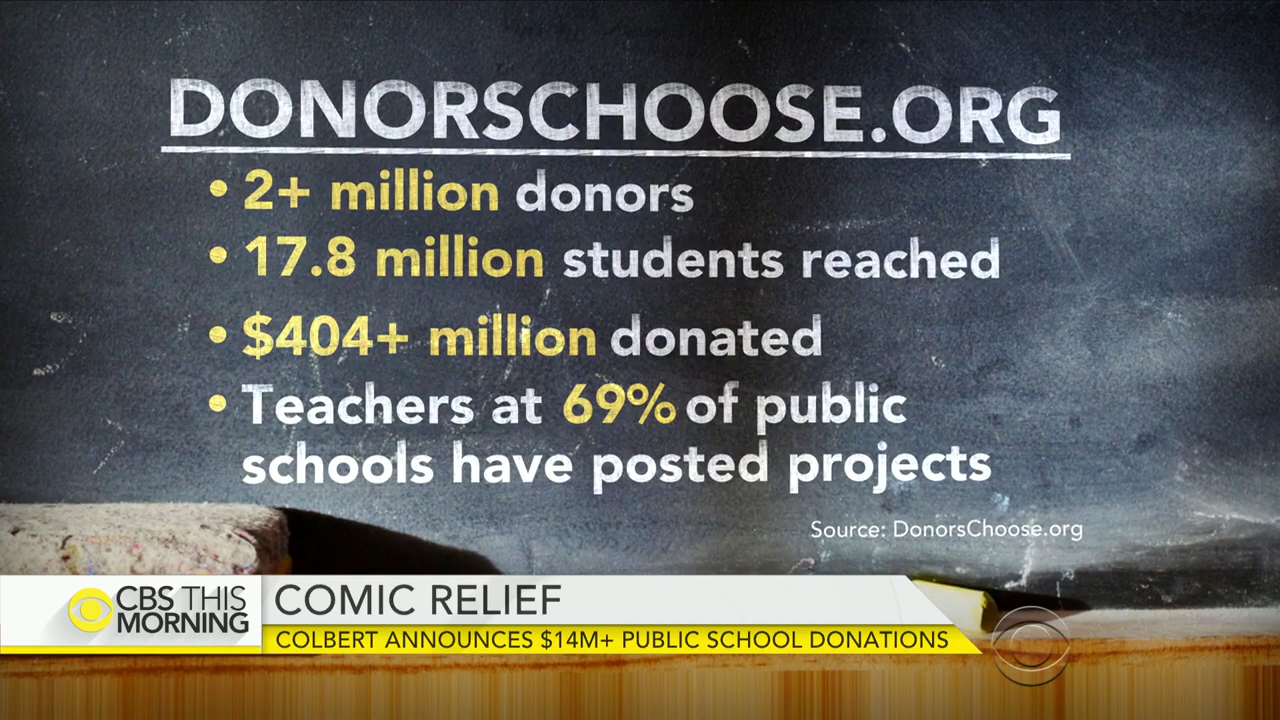 DONORSCHOOSE.ORG
• 2+ million donors
• 17.8 million students reached
• $404+ million donated
• Teachers at 69% of public
schools have posted projects
Source: DonorsChoose.org
CBS THIS
MORNING
COMIC RELIEF
COLBERT ANNOUNCES $14M+ PUBLIC SCHOOL DONATIONS